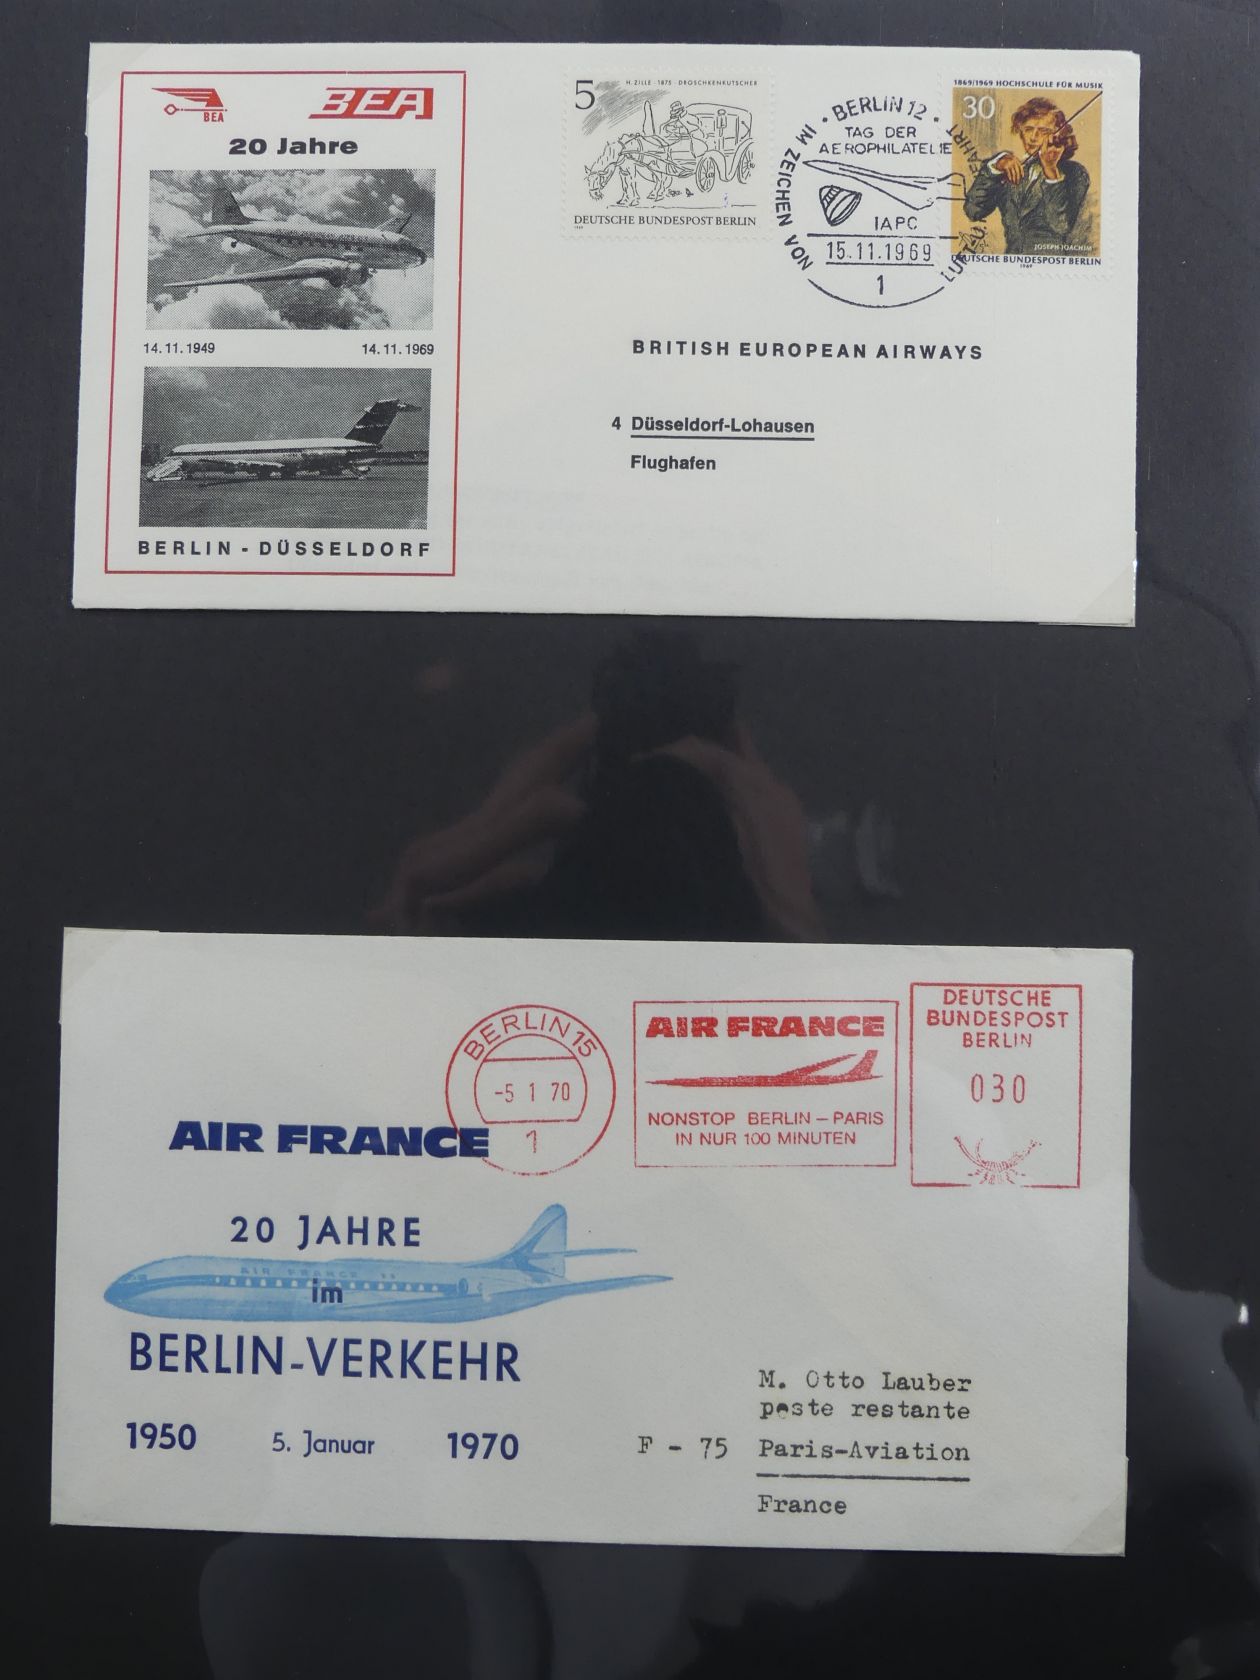 BEA
BEA
20 Jahre
14.11.1949 14.11.1969
BERLIN - DÜSSELDORF
5 H. ZILLE · 1875 · DROSCHKENKUTSCHER
DEUTSCHE BUNDESPOST BERLIN
1969
· BERLIN 12 ·
TAG DER
AEROPHILATELIE
IAPC
15.11.1969
1
VON ZEICHEN IM
1869/1969 HOCHSCHULE FÜR MUSIK
30
JOSEPH JOACHIM
DEUTSCHE BUNDESPOST BERLIN
1969
BRITISH EUROPEAN AIRWAYS
4 Düsseldorf-Lohausen
Flughafen
BERLIN 15
-5 1 70
1
AIR FRANCE
NONSTOP BERLIN – PARIS
IN NUR 100 MINUTEN
DEUTSCHE
BUNDESPOST
BERLIN
030
AIR FRANCE
20 JAHRE
AIR FRANCE
im
BERLIN-VERKEHR
1950 5. Januar 1970
M. Otto Lauber
poste restante
F - 75 Paris-Aviation
France